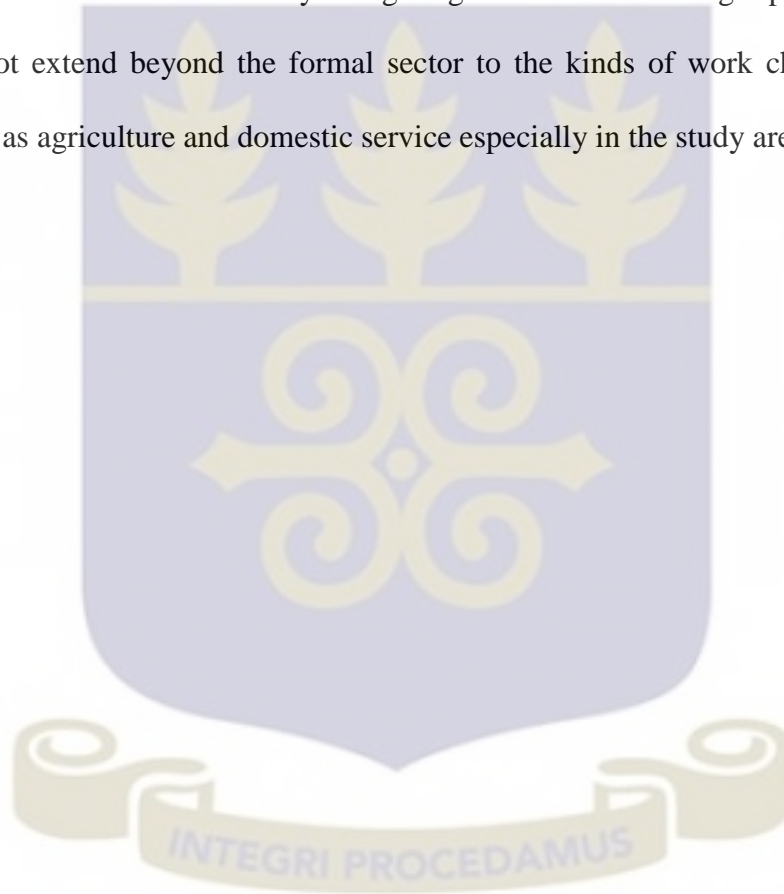 ot extend beyond the formal sector to the kinds of work cl
as agriculture and domestic service especially in the study are
INTEGRI PROCEDAMUS